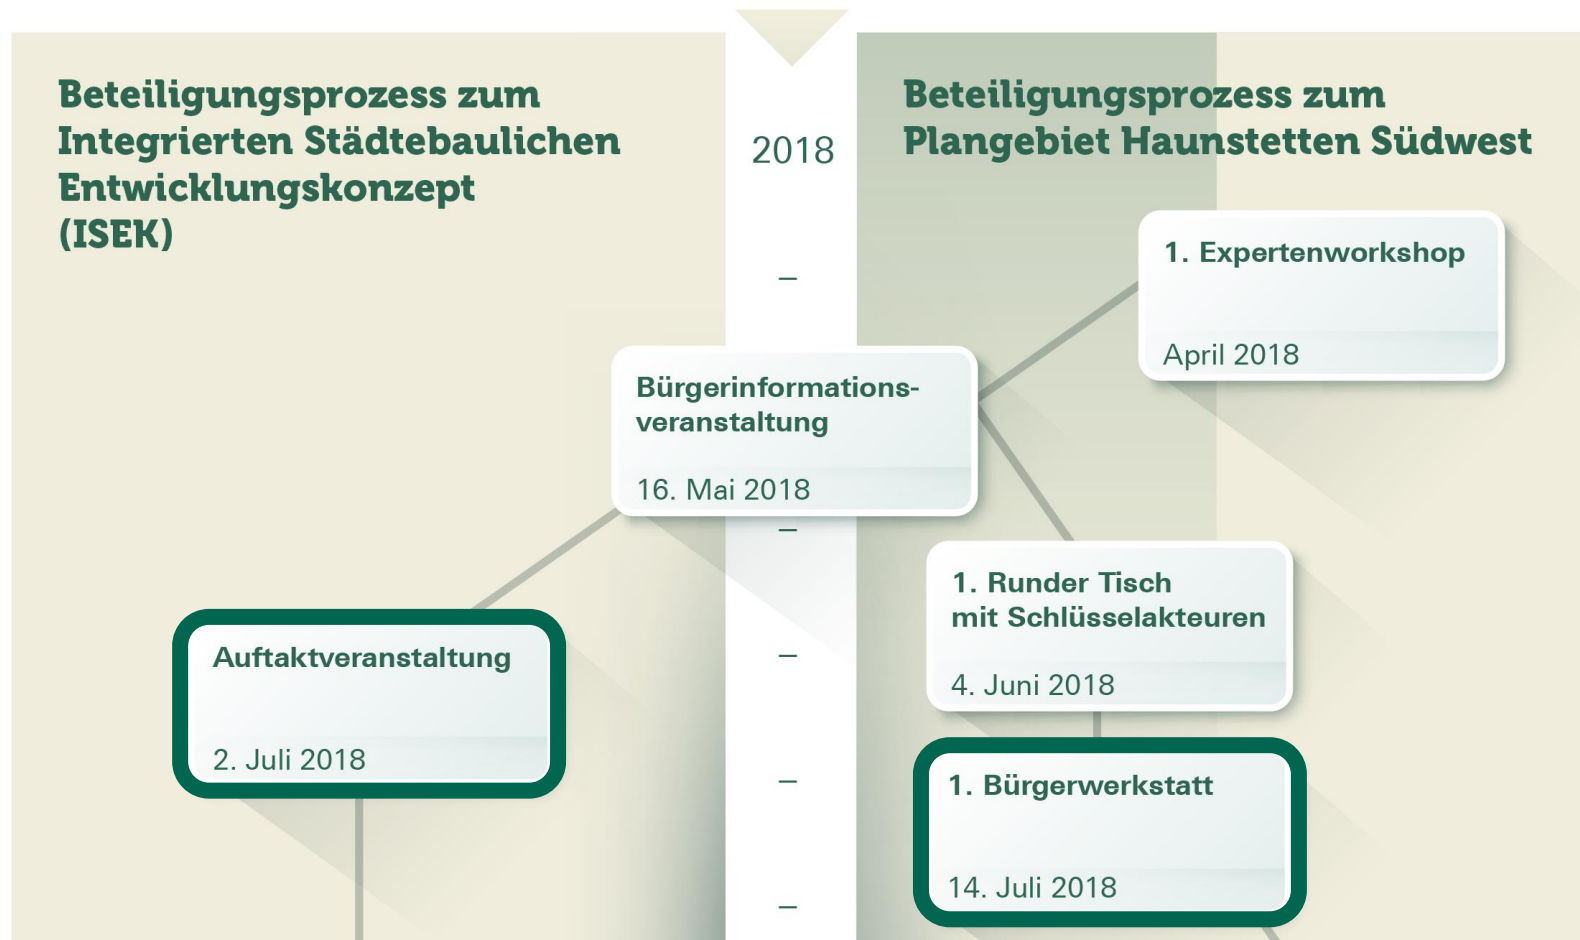 Beteiligungsprozess zum
Integrierten Städtebaulichen
Entwicklungskonzept
(ISEK)
2018
Beteiligungsprozess zum
Plangebiet Haunstetten Südwest
1. Expertenworkshop
April 2018
Bürgerinformations-
veranstaltung
16. Mai 2018
1. Runder Tisch
mit Schlüsselakteuren
4. Juni 2018
Auftaktveranstaltung
2. Juli 2018
1. Bürgerwerkstatt
14. Juli 2018